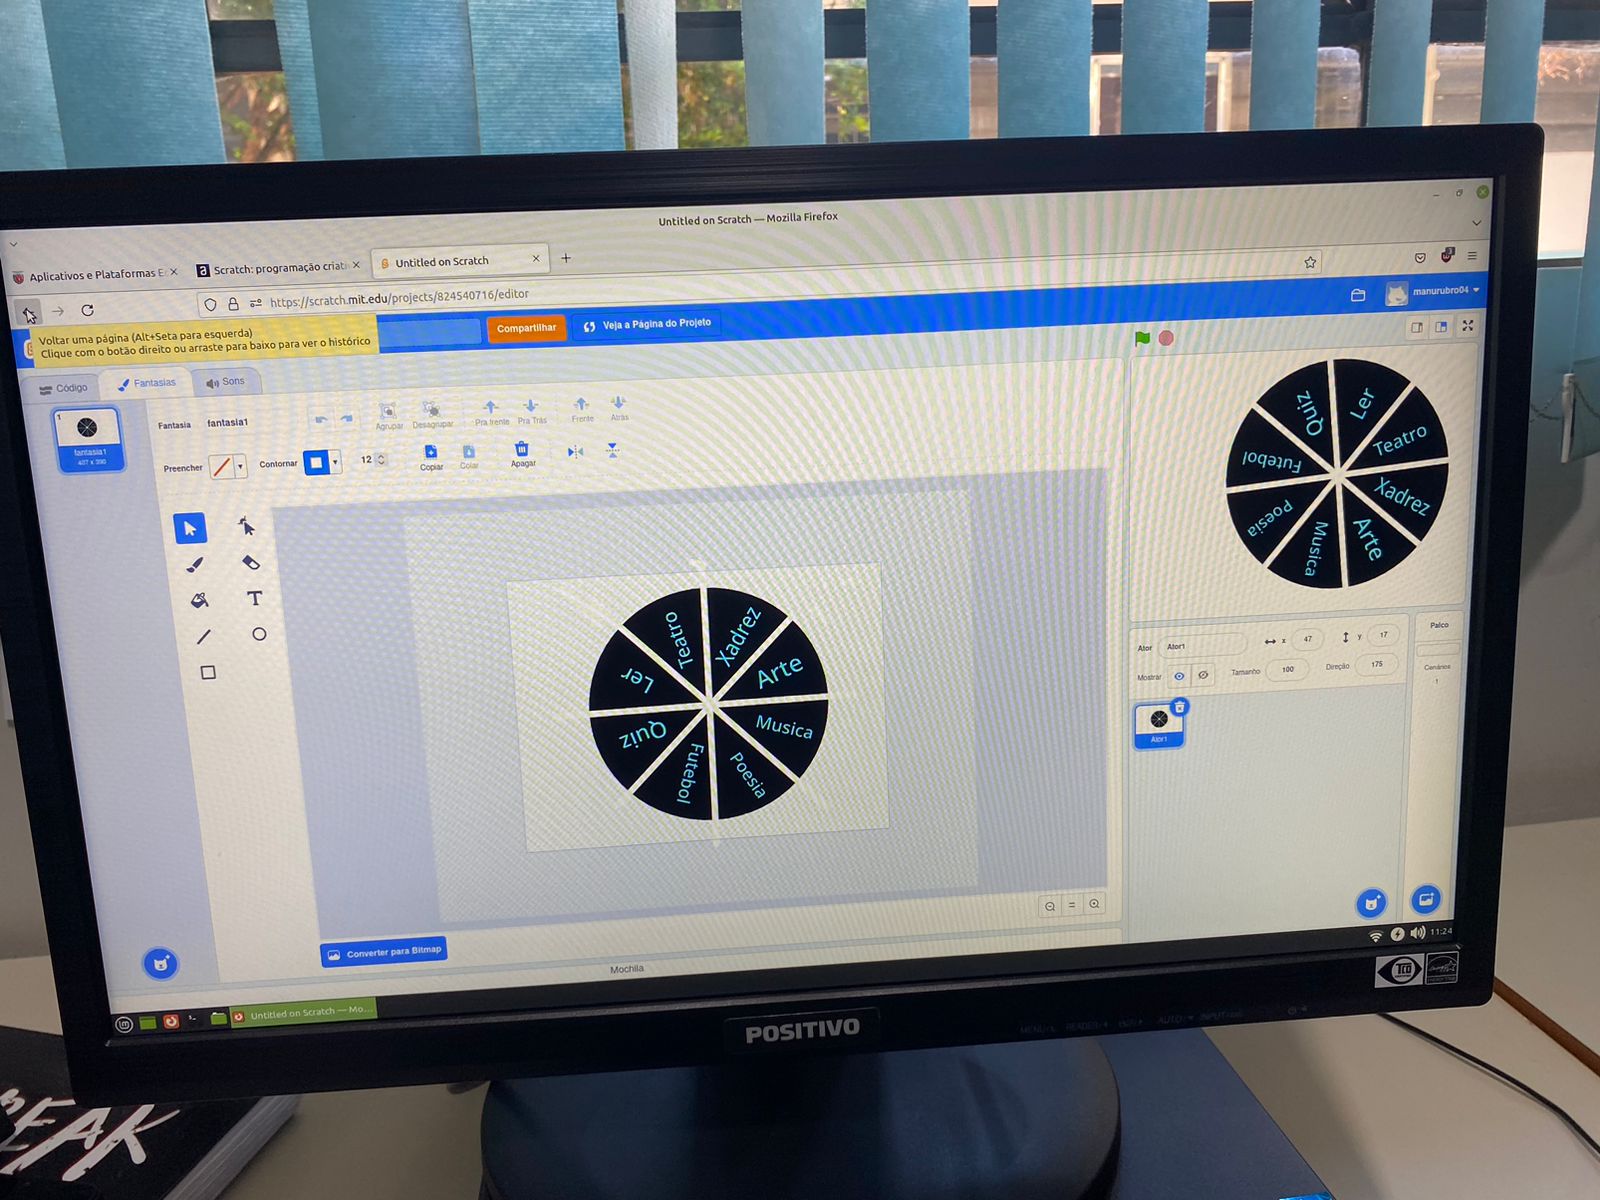 Untitled on Scratch — Mozilla Firefox
Aplicativos e Plataformas E
Scratch: programação criati
Untitled on Scratch
https://scratch.mit.edu/projects/824540716/editor
manurubro04
Voltar uma página (Alt+Seta para esquerda)
Clique com o botão direito ou arraste para baixo para ver o histórico
Compartilhar
Veja a Página do Projeto
Código
Fantasias
Sons
1
fantasia1
Fantasia
fantasia1
Agrupar
Desagrupar
Pra frente
Pra Trás
Frente
Atrás
Preencher
Contornar
12
Copiar
Colar
Apagar
T
Teatro
Xadrez
Arte
Musica
Poesia
Futebol
Quiz
Ler
Converter para Bitmap
Mochila
Quiz
Ler
Teatro
Xadrez
Arte
Musica
Poesia
Futebol
Ator
Ator1
x
47
y
17
Mostrar
Tamanho
100
Direção
175
Ator1
Palco
Cenários
1
Untitled on Scratch — Mo...
11:24
POSITIVO
TCO
EAK